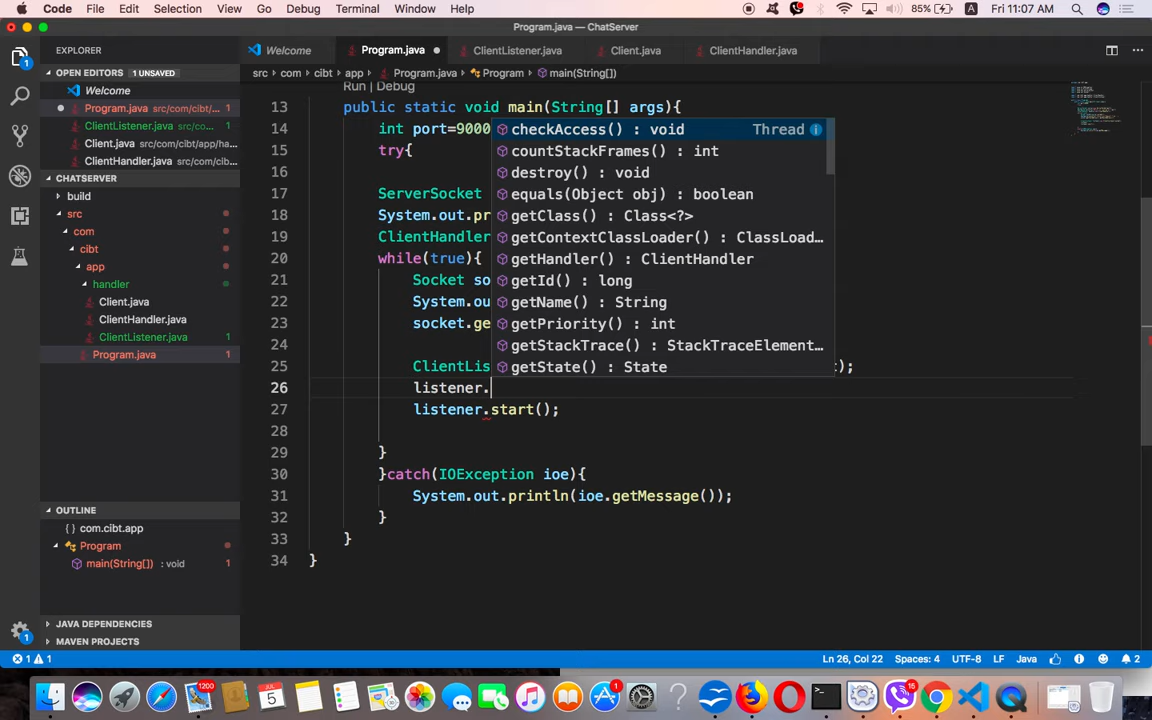 Code File Edit Selection View Go Debug Terminal Window Help 85% Fri 11:07 AM
Program.java — ChatServer
EXPLORER
Welcome Program.java ClientListener.java Client.java ClientHandler.java
OPEN EDITORS 1 UNSAVED
src com cibt app Program.java Program main(String[])
Welcome
Program.java src/com/cibt/... 1
ClientListener.java src/co... 1
Client.java src/com/cibt/app/ha...
ClientHandler.java src/com/cib...
CHATSERVER
build
src
com
cibt
app
handler
Client.java
ClientHandler.java
ClientListener.java 1
Program.java 1
OUTLINE
{ } com.cibt.app
Program
main(String[]) : void 1
JAVA DEPENDENCIES
MAVEN PROJECTS
Run | Debug
13 public static void main(String[] args){
14 int port=9000
15 try{
16
17 ServerSocket
18 System.out.pr
19 ClientHandler
20 while(true){
21 Socket so
22 System.ou
23 socket.ge
24
25 ClientLis t);
26 listener.
27 listener.start();
28
29 }
30 }catch(IOException ioe){
31 System.out.println(ioe.getMessage());
32 }
33 }
34 }
checkAccess() : void Thread
countStackFrames() : int
destroy() : void
equals(Object obj) : boolean
getClass() : Class<?>
getContextClassLoader() : ClassLoad…
getHandler() : ClientHandler
getId() : long
getName() : String
getPriority() : int
getStackTrace() : StackTraceElement…
getState() : State
1 1 Ln 26, Col 22 Spaces: 4 UTF-8 LF Java 2
1200 5 1 15